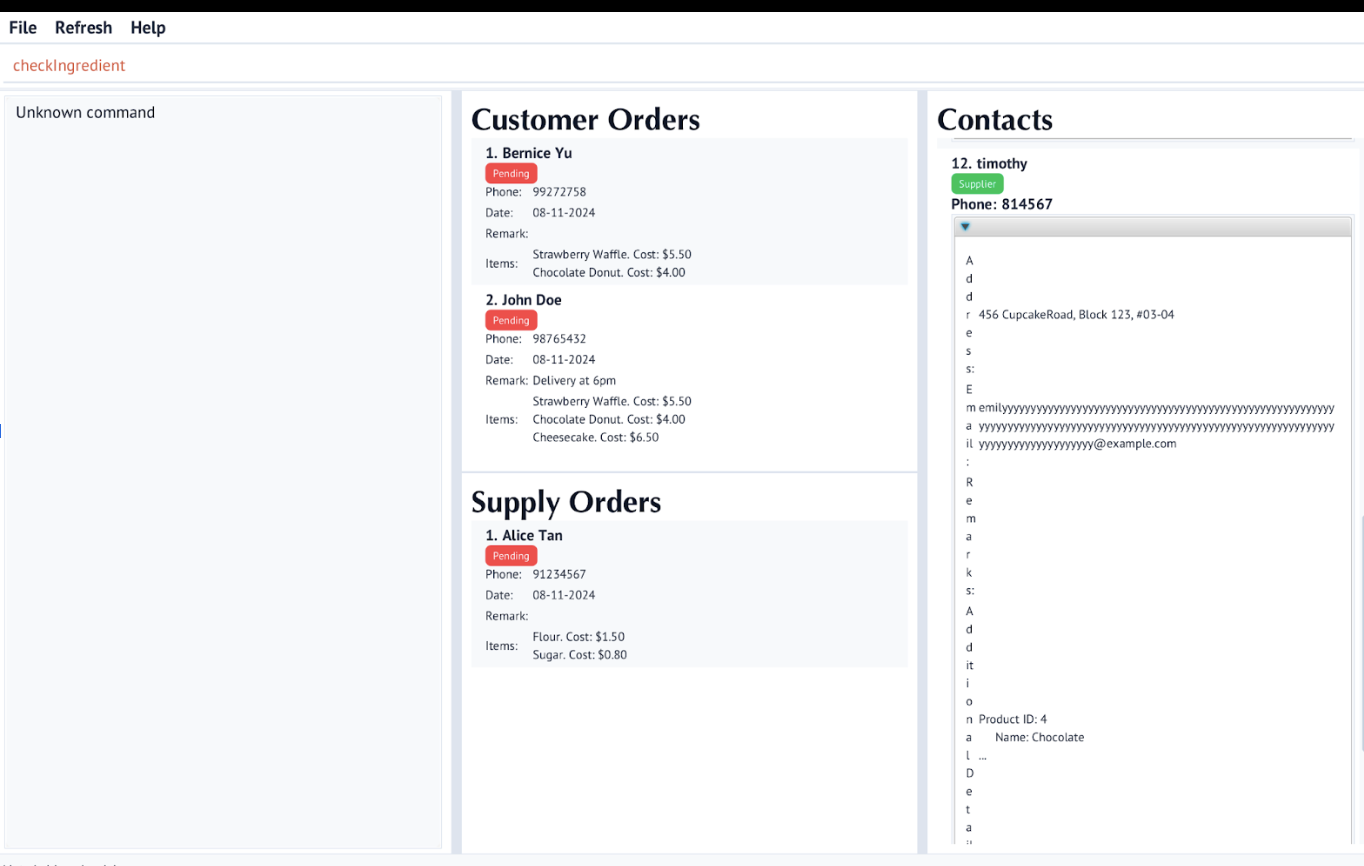 File Refresh Help
checkIngredient
Unknown command
Customer Orders
1. Bernice Yu
Pending
Phone: 99272758
Date: 08-11-2024
Remark:
Items: Strawberry Waffle. Cost: $5.50
Chocolate Donut. Cost: $4.00
2. John Doe
Pending
Phone: 98765432
Date: 08-11-2024
Remark: Delivery at 6pm
Strawberry Waffle. Cost: $5.50
Items: Chocolate Donut. Cost: $4.00
Cheesecake. Cost: $6.50
Supply Orders
1. Alice Tan
Pending
Phone: 91234567
Date: 08-11-2024
Remark:
Items: Flour. Cost: $1.50
Sugar. Cost: $0.80
Contacts
12. timothy
Supplier
Phone: 814567
A
d
d
r 456 CupcakeRoad, Block 123, #03-04
e
s
s:
E
m emilyyyyyyyyyyyyyyyyyyyyyyyyyyyyyyyyyyyyyyyyyyyyyyyyyyyyyyyyyy
a yyyyyyyyyyyyyyyyyyyyyyyyyyyyyyyyyyyyyyyyyyyyyyyyyyyyyyyyyyyyyy
il yyyyyyyyyyyyyyyyyyyy@example.com
:
R
e
m
a
r
k
s:
A
d
d
it
i
o
n Product ID: 4
a Name: Chocolate
l ...
D
e
t
a